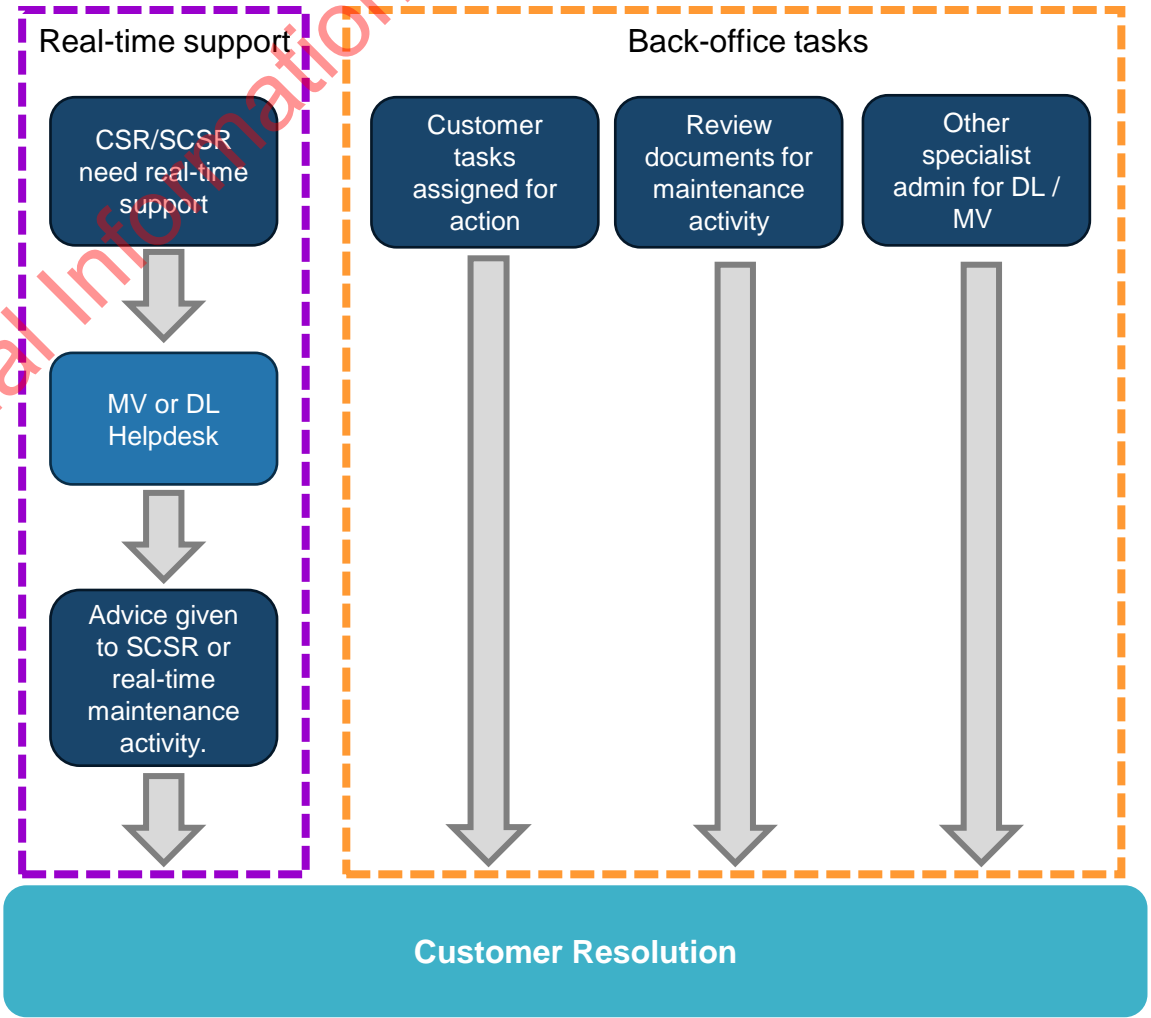 Real-time support
CSR/SCSR
need real-time
support
MV or DL
Helpdesk
Advice given
to SCSR or
real-time
maintenance
activity.
Back-office tasks
Customer
tasks
assigned for
action
Review
documents for
maintenance
activity
Other
specialist
admin for DL /
MV
Customer Resolution
al Information